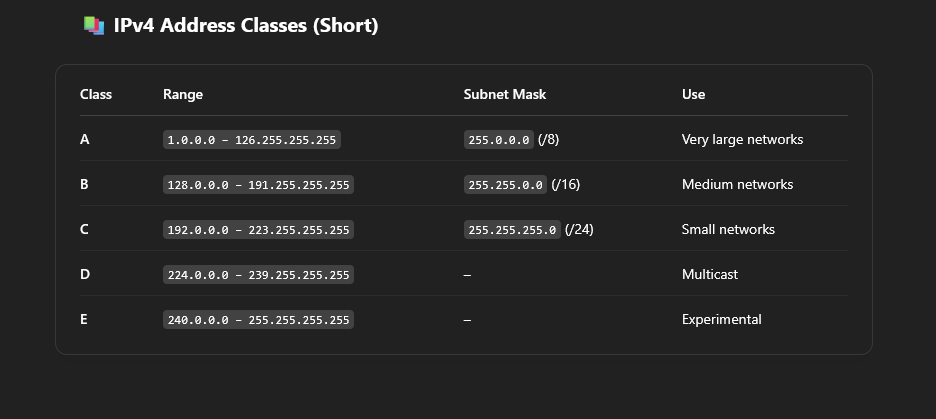 📚 IPv4 Address Classes (Short)
Class Range Subnet Mask Use
A 1.0.0.0 – 126.255.255.255 255.0.0.0 (/8) Very large networks
B 128.0.0.0 – 191.255.255.255 255.255.0.0 (/16) Medium networks
C 192.0.0.0 – 223.255.255.255 255.255.255.0 (/24) Small networks
D 224.0.0.0 – 239.255.255.255 – Multicast
E 240.0.0.0 – 255.255.255.255 – Experimental